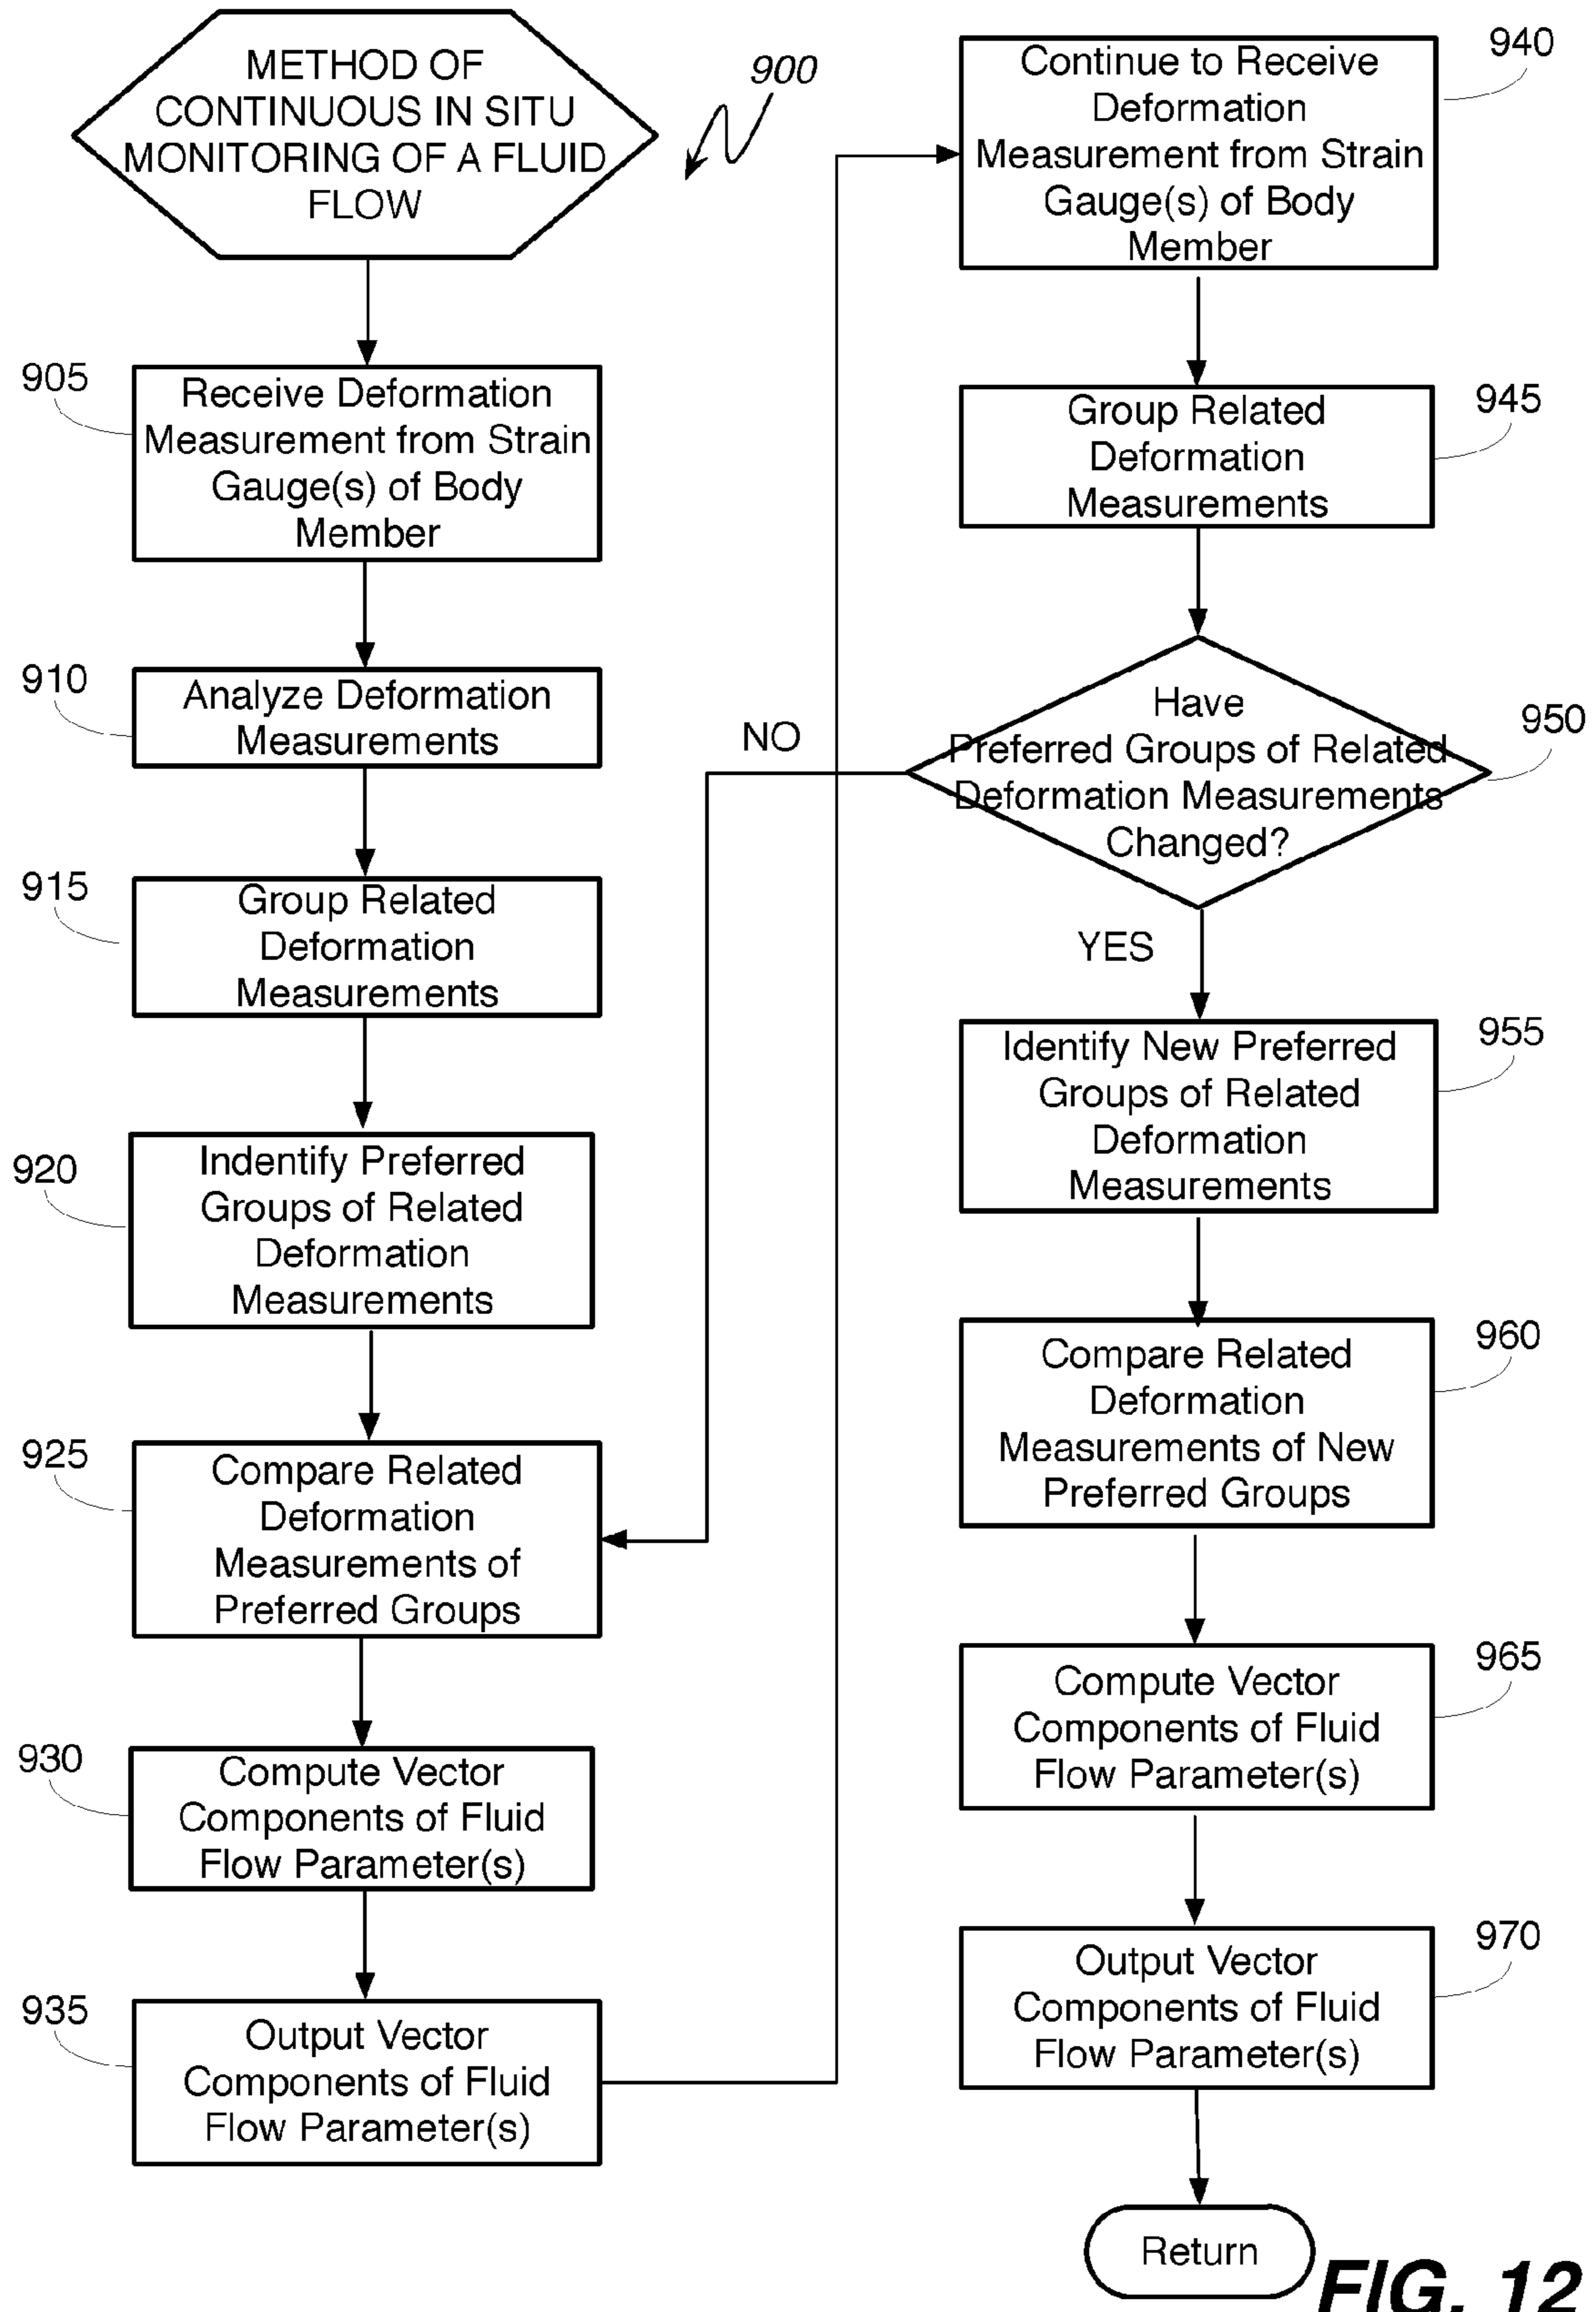 METHOD OF
CONTINUOUS IN SITU
MONITORING OF A FLUID
FLOW
900
905
Receive Deformation
Measurement from Strain
Gauge(s) of Body
Member
910
Analyze Deformation
Measurements
915
Group Related
Deformation
Measurements
920
Indentify Preferred
Groups of Related
Deformation
Measurements
925
Compare Related
Deformation
Measurements of
Preferred Groups
930
Compute Vector
Components of Fluid
Flow Parameter(s)
935
Output Vector
Components of Fluid
Flow Parameter(s)
940
Continue to Receive
Deformation
Measurement from Strain
Gauge(s) of Body
Member
945
Group Related
Deformation
Measurements
950
Have
Preferred Groups of Related
Deformation Measurements
Changed?
NO
YES
955
Identify New Preferred
Groups of Related
Deformation
Measurements
960
Compare Related
Deformation
Measurements of New
Preferred Groups
965
Compute Vector
Components of Fluid
Flow Parameter(s)
970
Output Vector
Components of Fluid
Flow Parameter(s)
Return
FIG. 12